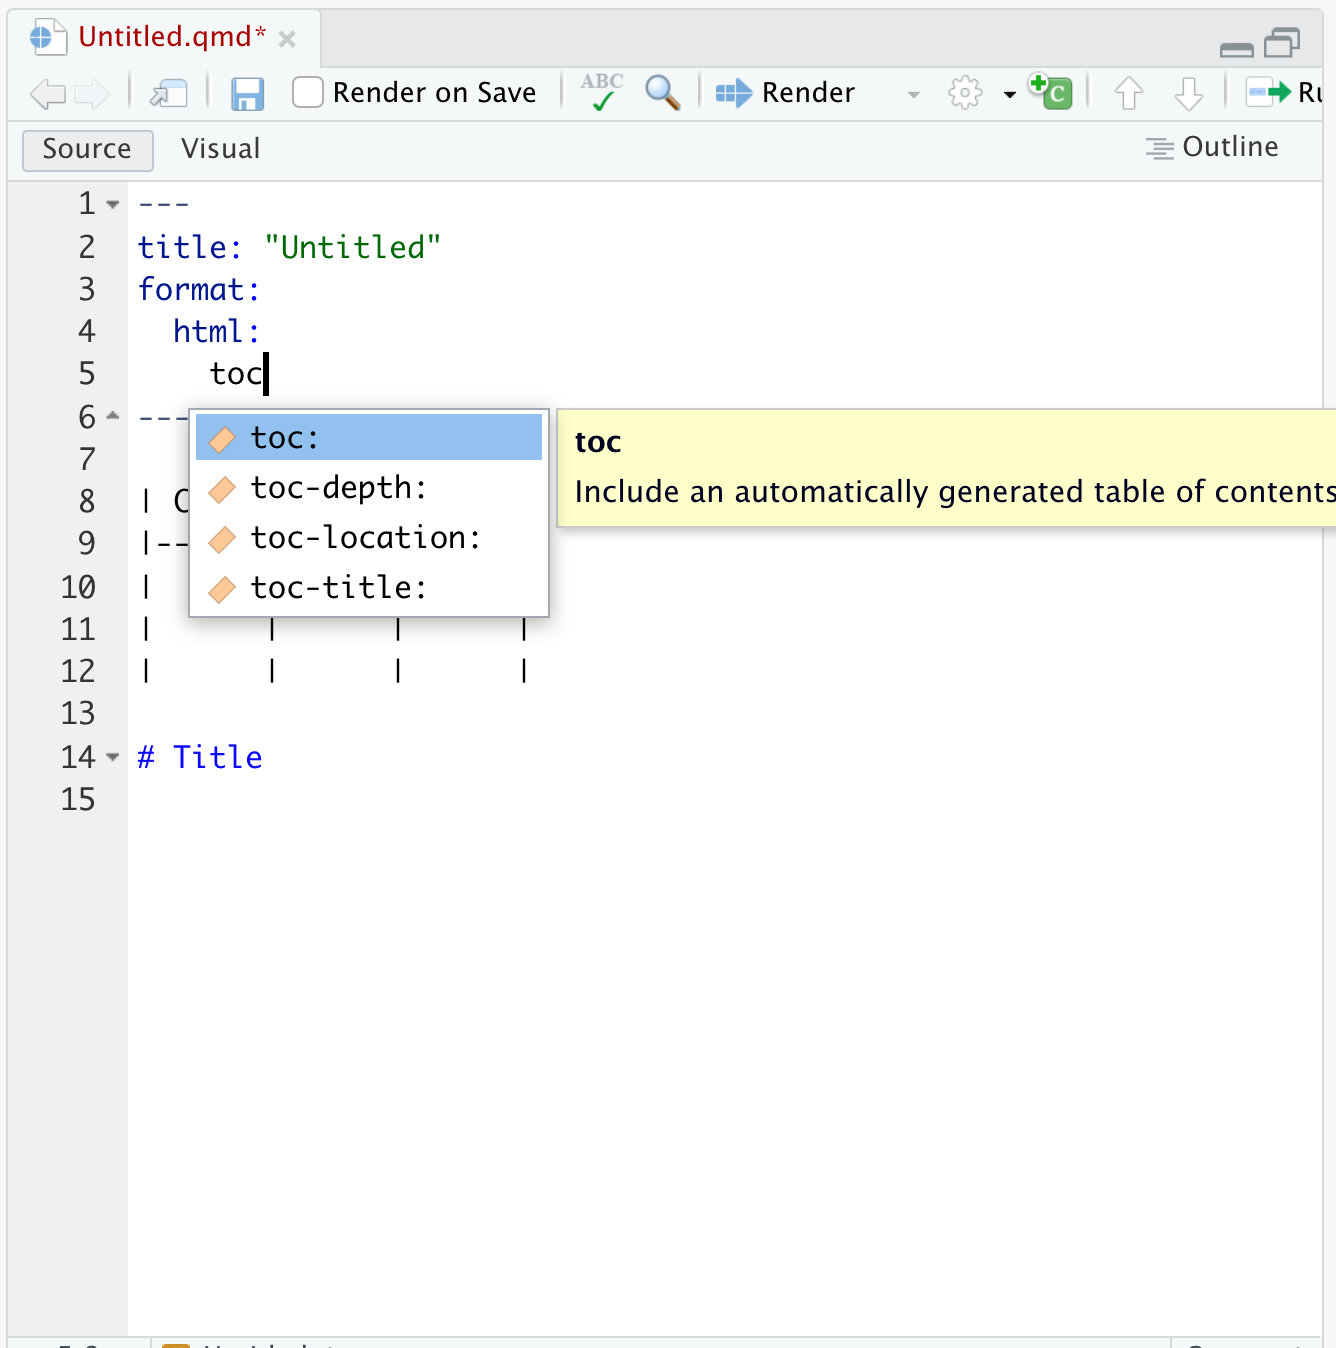 Untitled.qmd*
Render on Save ABC Render C
Source Visual Outline
1 ---
2 title: "Untitled"
3 format:
4 html:
5 toc
6 ---
7
8 |
9 |--
10 |
11 | | | |
12 | | | |
13
14 # Title
15
toc:
toc-depth:
toc-location:
toc-title:
toc
Include an automatically generated table of contents